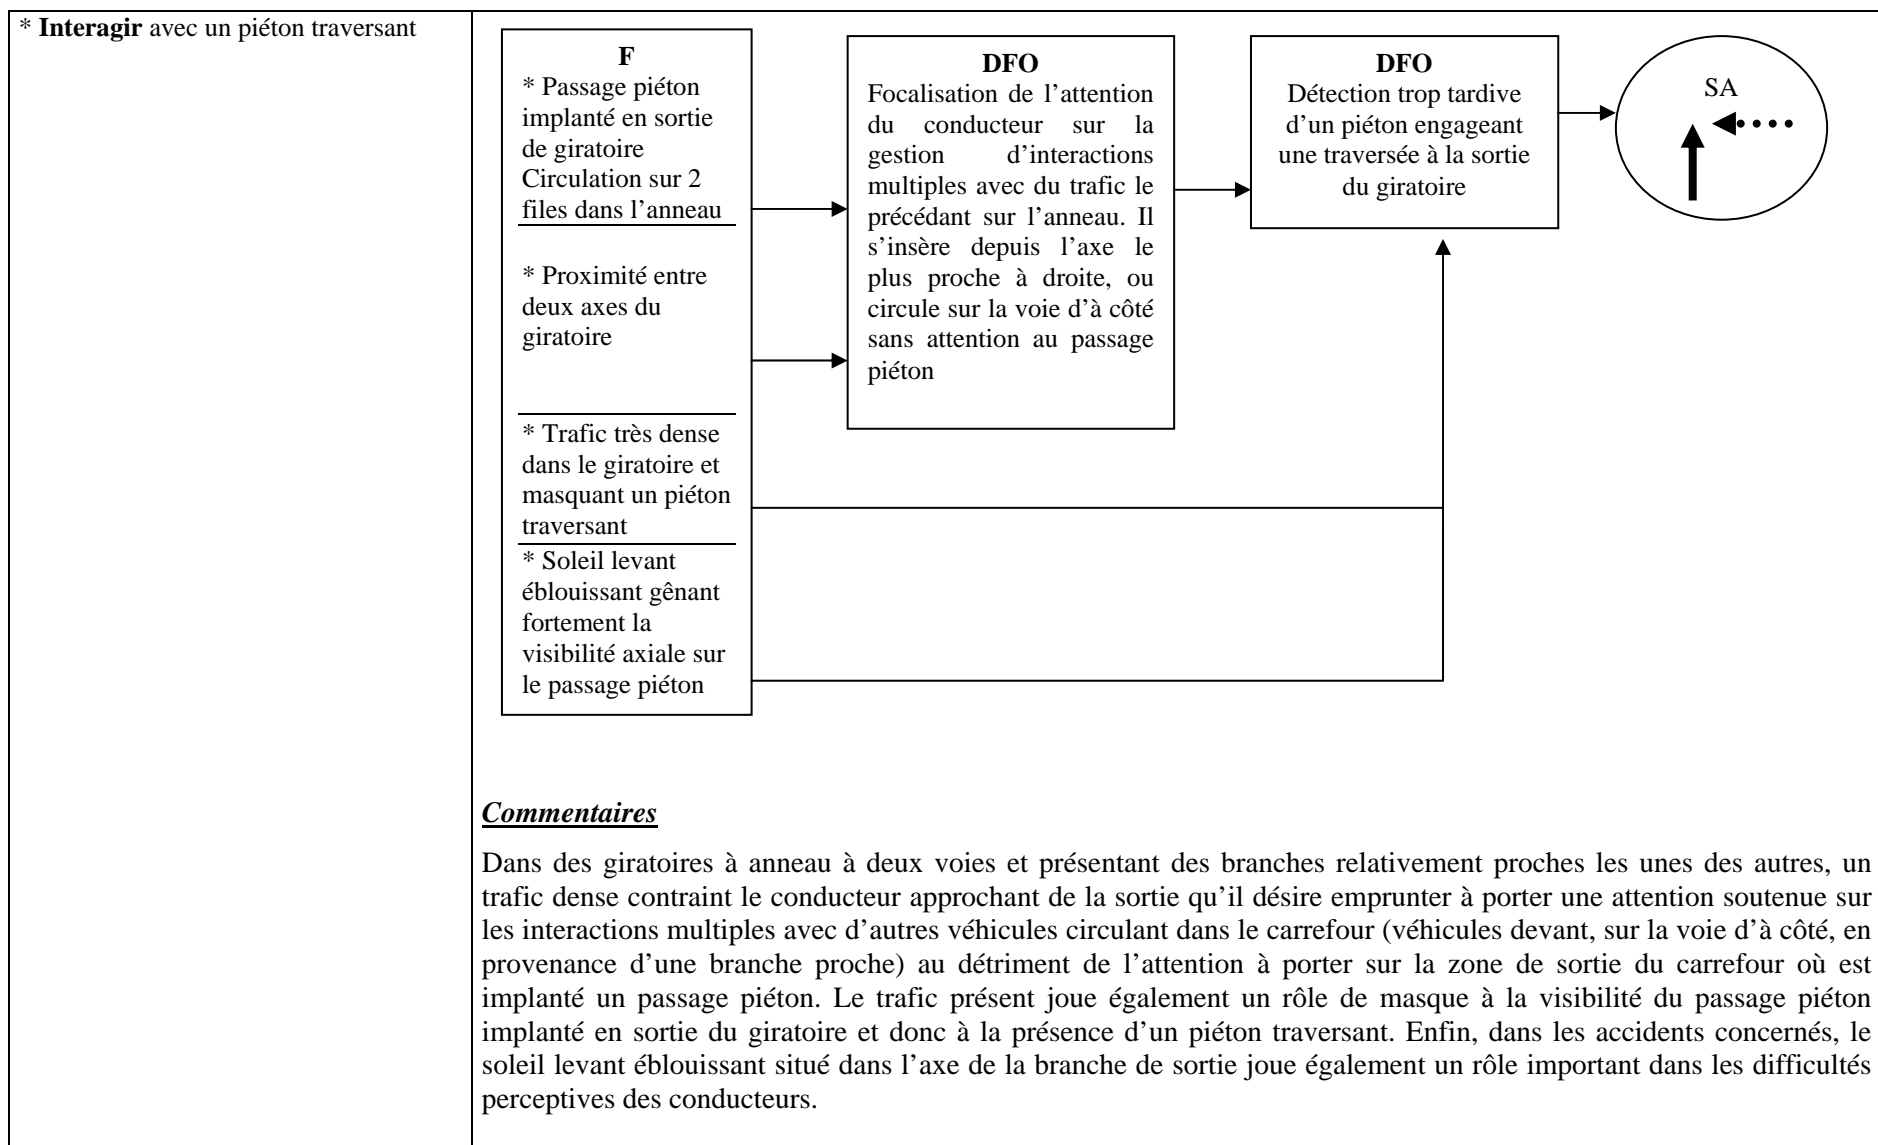 * Interagir avec un piéton traversant
F
* Passage piéton
implanté en sortie
de giratoire
Circulation sur 2
files dans l’anneau
* Proximité entre
deux axes du
giratoire
* Trafic très dense
dans le giratoire et
masquant un piéton
traversant
* Soleil levant
éblouissant gênant
fortement la
visibilité axiale sur
le passage piéton
DFO
Focalisation de l’attention
du conducteur sur la
gestion d’interactions
multiples avec du trafic le
précédant sur l’anneau. Il
s’insère depuis l’axe le
plus proche à droite, ou
circule sur la voie d’à côté
sans attention au passage
piéton
DFO
Détection trop tardive
d’un piéton engageant
une traversée à la sortie
du giratoire
SA
Commentaires
Dans des giratoires à anneau à deux voies et présentant des branches relativement proches les unes des autres, un
trafic dense contraint le conducteur approchant de la sortie qu’il désire emprunter à porter une attention soutenue sur
les interactions multiples avec d’autres véhicules circulant dans le carrefour (véhicules devant, sur la voie d’à côté, en
provenance d’une branche proche) au détriment de l’attention à porter sur la zone de sortie du carrefour où est
implanté un passage piéton. Le trafic présent joue également un rôle de masque à la visibilité du passage piéton
implanté en sortie du giratoire et donc à la présence d’un piéton traversant. Enfin, dans les accidents concernés, le
soleil levant éblouissant situé dans l’axe de la branche de sortie joue également un rôle important dans les difficultés
perceptives des conducteurs.